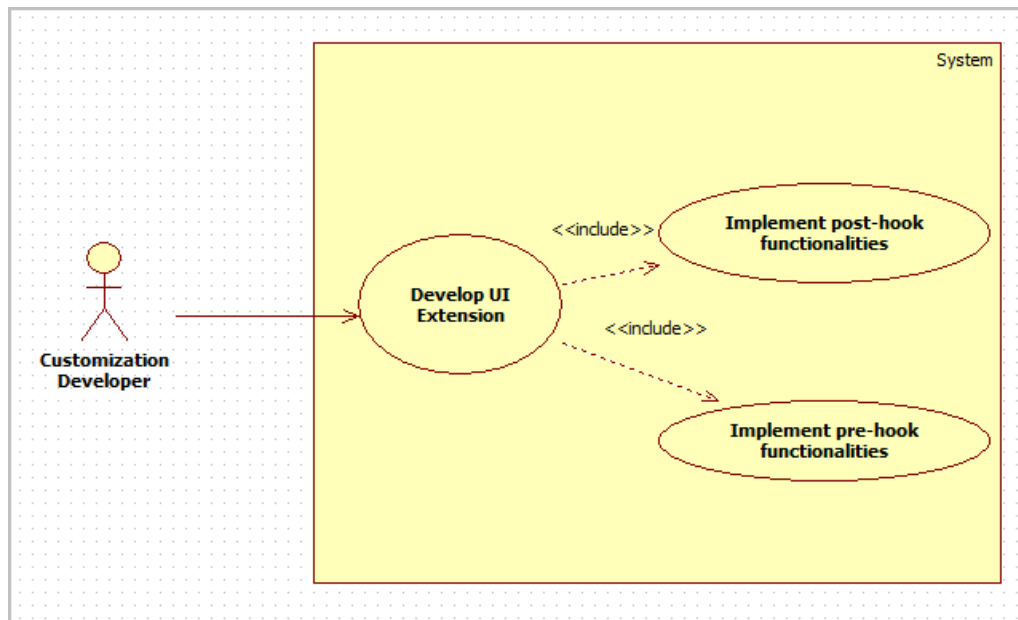 System
Implement post-hook
functionalities
<<include>>
Develop UI
Extension
<<include>>
Customization
Developer
Implement pre-hook
functionalities